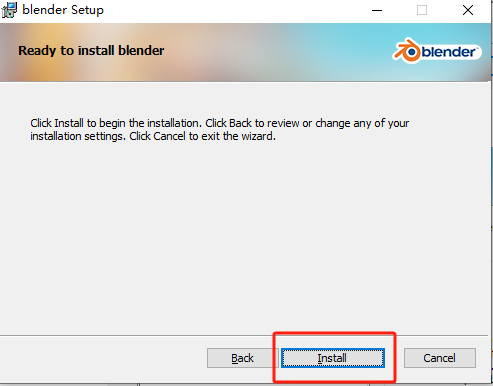 blender Setup
Ready to install blender
blender
Click Install to begin the installation. Click Back to review or change any of your
installation settings. Click Cancel to exit the wizard.
Back
Install
Cancel